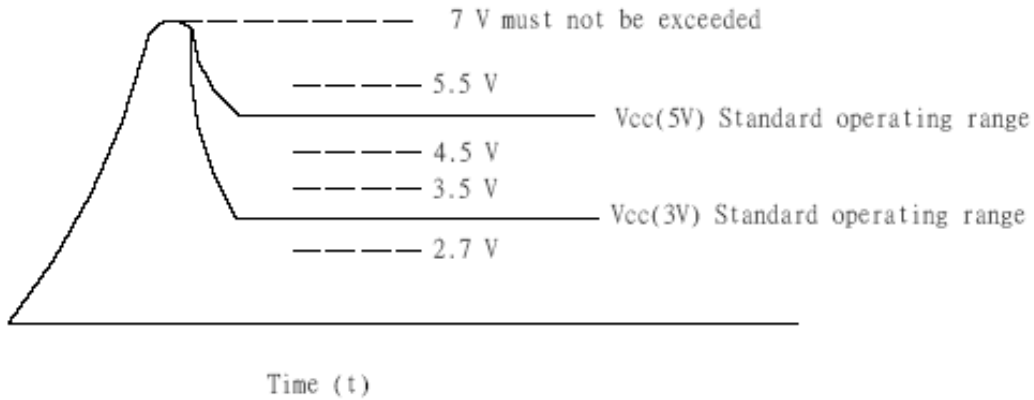 7 V must not be exceeded
5.5 V
Vcc(5V) Standard operating range
4.5 V
3.5 V
Vcc(3V) Standard operating range
2.7 V
Time (t)